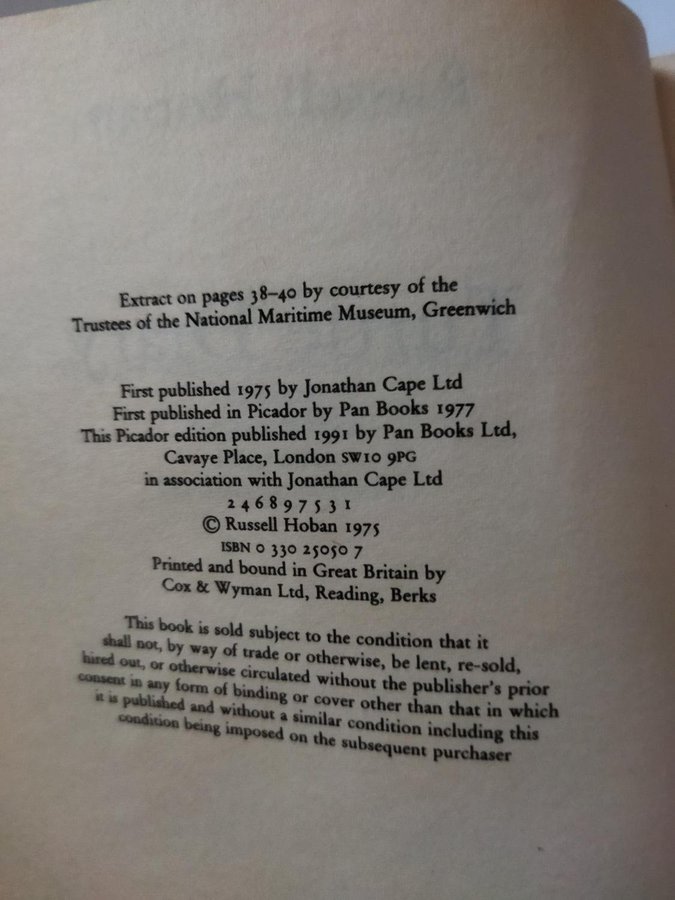 Extract on pages 38–40 by courtesy of the
Trustees of the National Maritime Museum, Greenwich
First published 1975 by Jonathan Cape Ltd
First published in Picador by Pan Books 1977
This Picador edition published 1991 by Pan Books Ltd,
Cavaye Place, London SW10 9PG
in association with Jonathan Cape Ltd
2 4 6 8 9 7 5 3 1
© Russell Hoban 1975
ISBN 0 330 25050 7
Printed and bound in Great Britain by
Cox & Wyman Ltd, Reading, Berks
This book is sold subject to the condition that it
shall not, by way of trade or otherwise, be lent, re-sold,
hired out, or otherwise circulated without the publisher's prior
consent in any form of binding or cover other than that in which
it is published and without a similar condition including this
condition being imposed on the subsequent purchaser